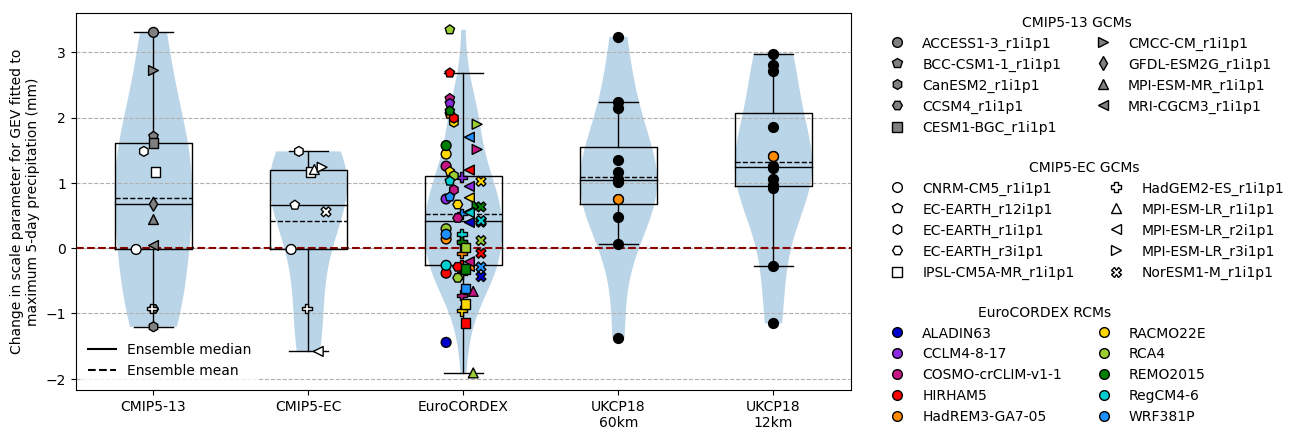 Change in scale parameter for GEV fitted to
maximum 5-day precipitation (mm)
3
2
1
0
−1
−2
Ensemble median
Ensemble mean
CMIP5-13
CMIP5-EC
EuroCORDEX
UKCP18
60km
UKCP18
12km
CMIP5-13 GCMs
ACCESS1-3_r1i1p1
BCC-CSM1-1_r1i1p1
CanESM2_r1i1p1
CCSM4_r1i1p1
CESM1-BGC_r1i1p1
CMCC-CM_r1i1p1
GFDL-ESM2G_r1i1p1
MPI-ESM-MR_r1i1p1
MRI-CGCM3_r1i1p1
CMIP5-EC GCMs
CNRM-CM5_r1i1p1
EC-EARTH_r12i1p1
EC-EARTH_r1i1p1
EC-EARTH_r3i1p1
IPSL-CM5A-MR_r1i1p1
HadGEM2-ES_r1i1p1
MPI-ESM-LR_r1i1p1
MPI-ESM-LR_r2i1p1
MPI-ESM-LR_r3i1p1
NorESM1-M_r1i1p1
EuroCORDEX RCMs
ALADIN63
CCLM4-8-17
COSMO-crCLIM-v1-1
HIRHAM5
HadREM3-GA7-05
RACMO22E
RCA4
REMO2015
RegCM4-6
WRF381P